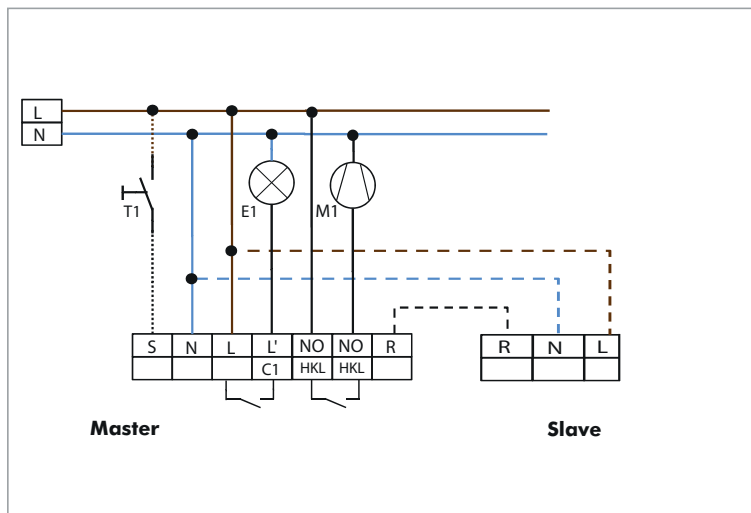 L
N
T1
E1
M1
S N L L' NO NO R
C1 HKL HKL
R N L
Master
Slave